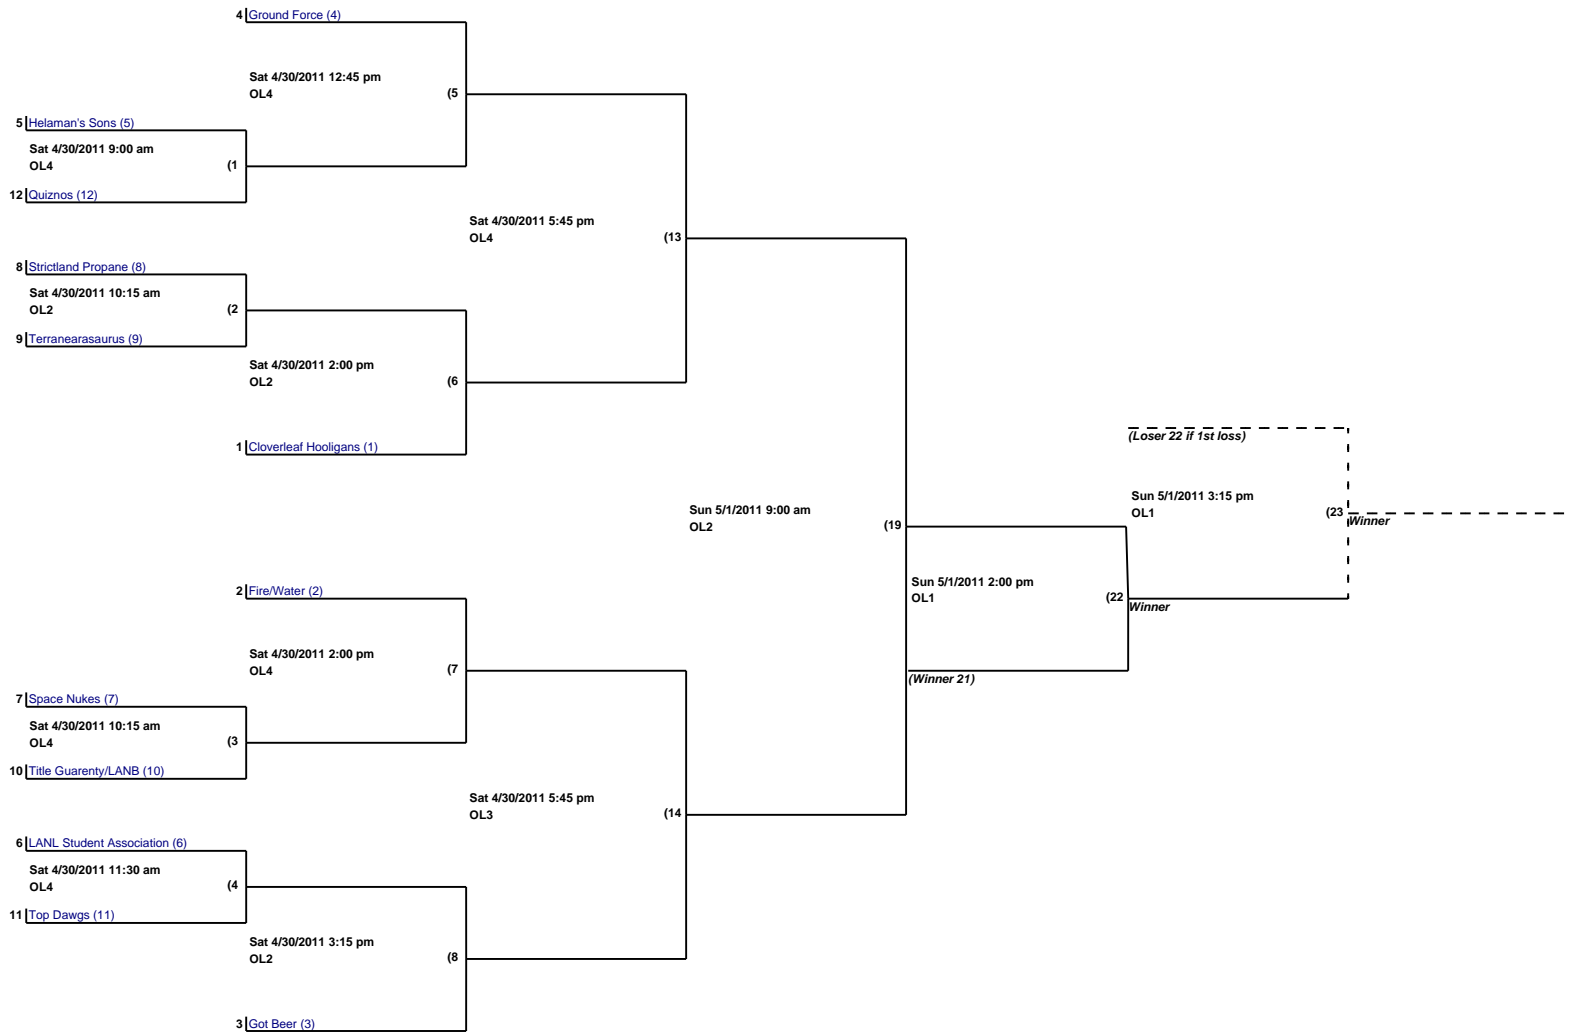 4 Ground Force (4)
Sat 4/30/2011 12:45 pm
OL4 (5
5 Helaman's Sons (5)
Sat 4/30/2011 9:00 am
OL4 (1
12 Quiznos (12)
Sat 4/30/2011 5:45 pm
OL4 (13
8 Strictland Propane (8)
Sat 4/30/2011 10:15 am
OL2 (2
9 Terranearasaurus (9)
Sat 4/30/2011 2:00 pm
OL2 (6
1 Cloverleaf Hooligans (1)
(Loser 22 if 1st loss)
Sun 5/1/2011 3:15 pm
OL1 (23
Winner
Sun 5/1/2011 9:00 am
OL2 (19
Sun 5/1/2011 2:00 pm
OL1 (22
Winner
(Winner 21)
2 Fire/Water (2)
Sat 4/30/2011 2:00 pm
OL4 (7
7 Space Nukes (7)
Sat 4/30/2011 10:15 am
OL4 (3
10 Title Guarenty/LANB (10)
Sat 4/30/2011 5:45 pm
OL3 (14
6 LANL Student Association (6)
Sat 4/30/2011 11:30 am
OL4 (4
11 Top Dawgs (11)
Sat 4/30/2011 3:15 pm
OL2 (8
3 Got Beer (3)